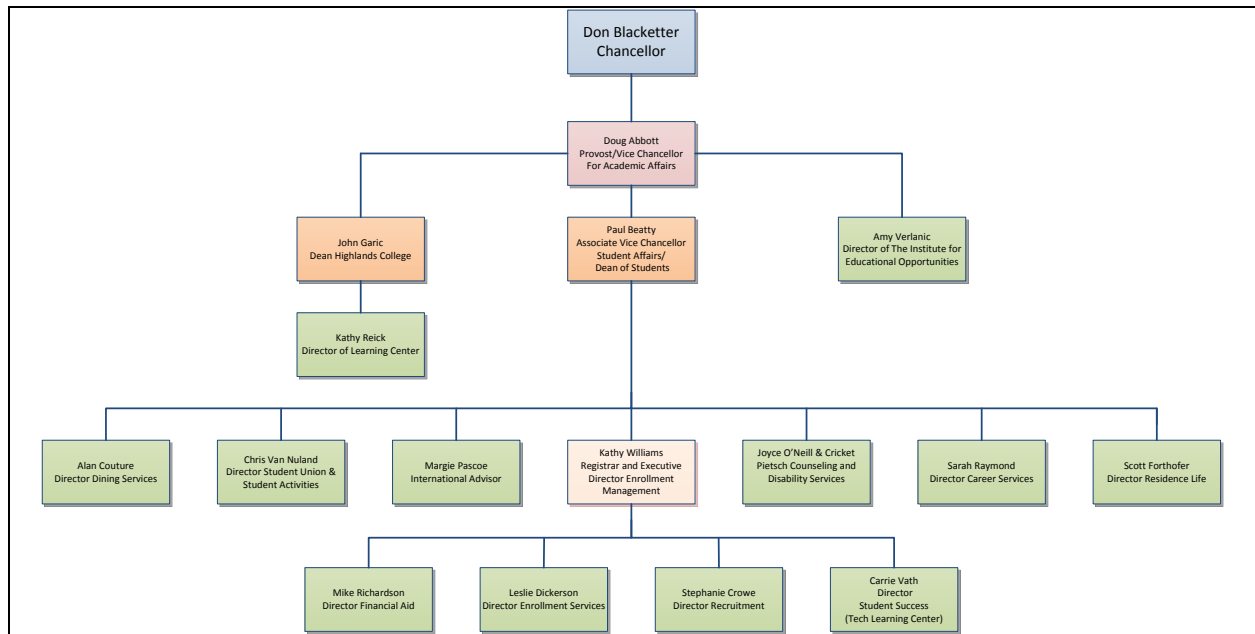 Don Blacketter
Chancellor
Doug Abbott
Provost/Vice Chancellor
For Academic Affairs
John Garic
Dean Highlands College
Paul Beatty
Associate Vice Chancellor
Student Affairs/
Dean of Students
Amy Verlanic
Director of The Institute for
Educational Opportunities
Kathy Reick
Director of Learning Center
Alan Couture
Director Dining Services
Chris Van Nuland
Director Student Union &
Student Activities
Margie Pascoe
International Advisor
Kathy Williams
Registrar and Executive
Director Enrollment
Management
Joyce O’Neill & Cricket
Pietsch Counseling and
Disability Services
Sarah Raymond
Director Career Services
Scott Forthofer
Director Residence Life
Mike Richardson
Director Financial Aid
Leslie Dickerson
Director Enrollment Services
Stephanie Crowe
Director Recruitment
Carrie Vath
Director
Student Success
(Tech Learning Center)